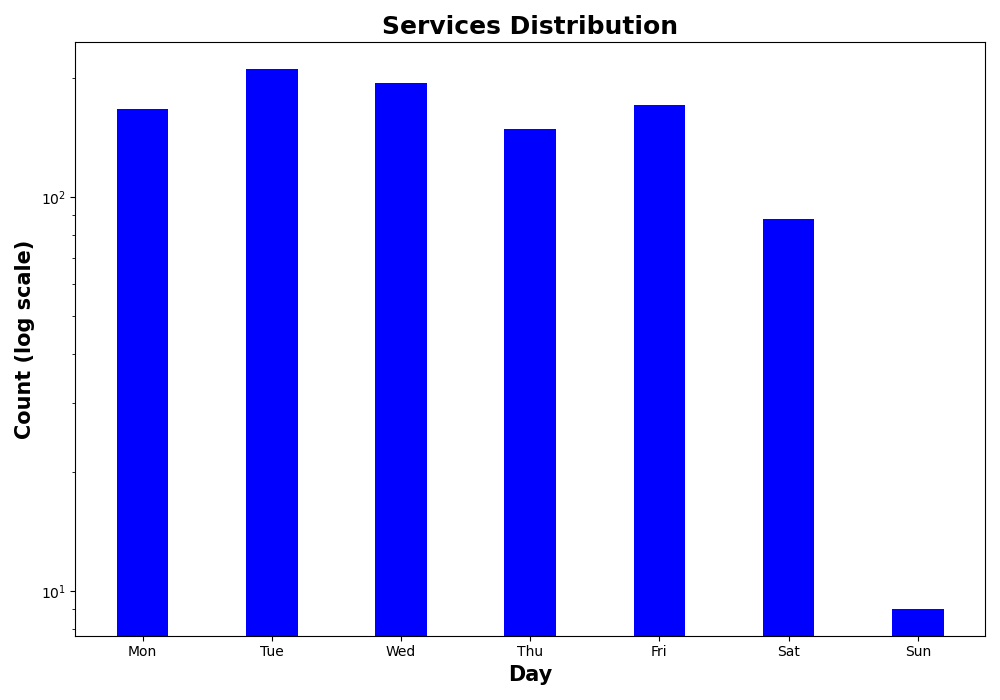 Services Distribution
Count (log scale)
10²
10¹
Mon Tue Wed Thu Fri Sat Sun
Day